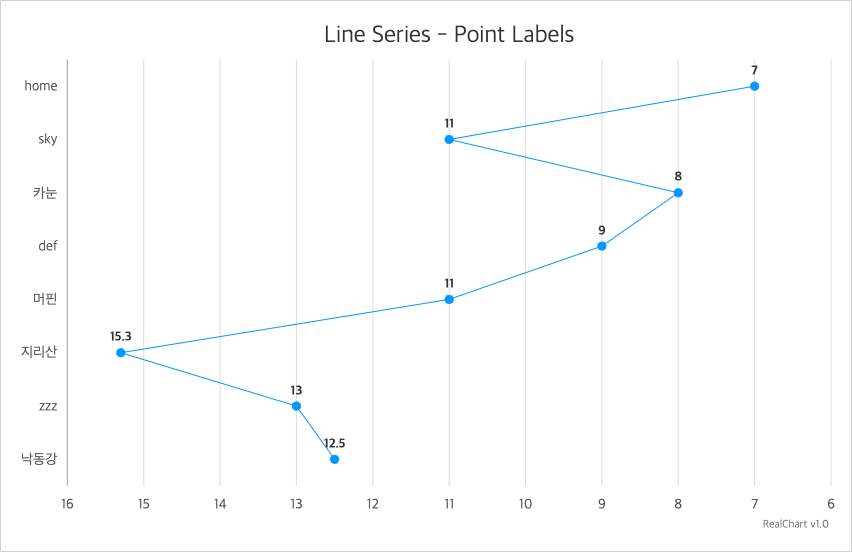 Line Series - Point Labels
7
home
11
sky
8
카눈
9
def
11
머핀
15.3
지리산
13
zzz
12.5
낙동강
16 15 14 13 12 11 10 9 8 7 6
RealChart v1.0